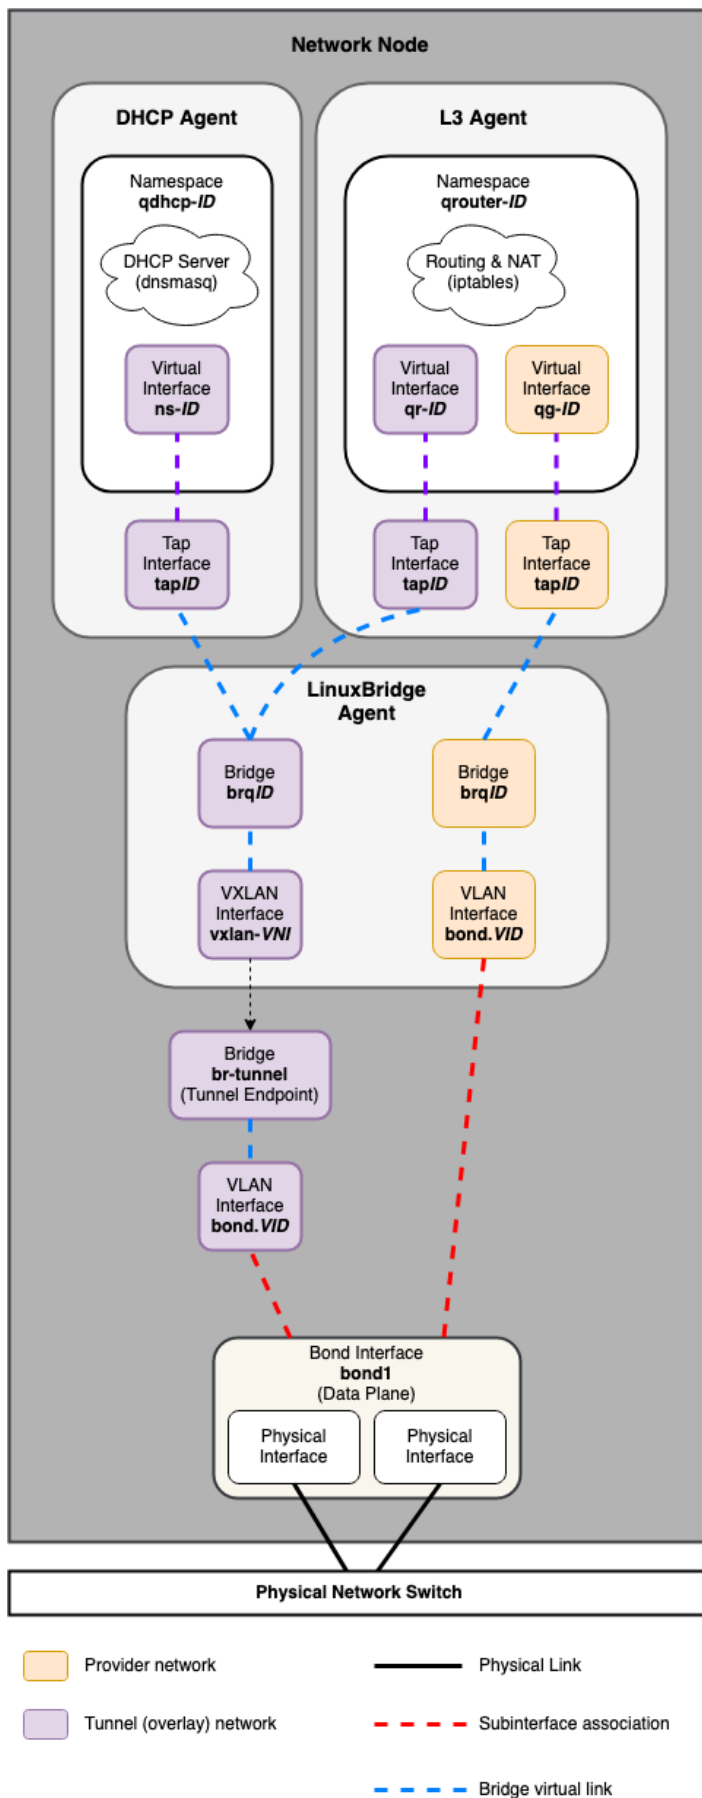 Network Node
DHCP Agent
Namespace
qdhcp-ID
DHCP Server
(dnsmasq)
Virtual
Interface
ns-ID
Tap
Interface
tapID
L3 Agent
Namespace
qrouter-ID
Routing & NAT
(iptables)
Virtual
Interface
qr-ID
Virtual
Interface
qg-ID
Tap
Interface
tapID
Tap
Interface
tapID
LinuxBridge
Agent
Bridge
brqID
Bridge
brqID
VXLAN
Interface
vxlan-VNI
VLAN
Interface
bond.VID
Bridge
br-tunnel
(Tunnel Endpoint)
VLAN
Interface
bond.VID
Bond Interface
bond1
(Data Plane)
Physical
Interface
Physical
Interface
Physical Network Switch
Provider network
Physical Link
Tunnel (overlay) network
Subinterface association
Bridge virtual link